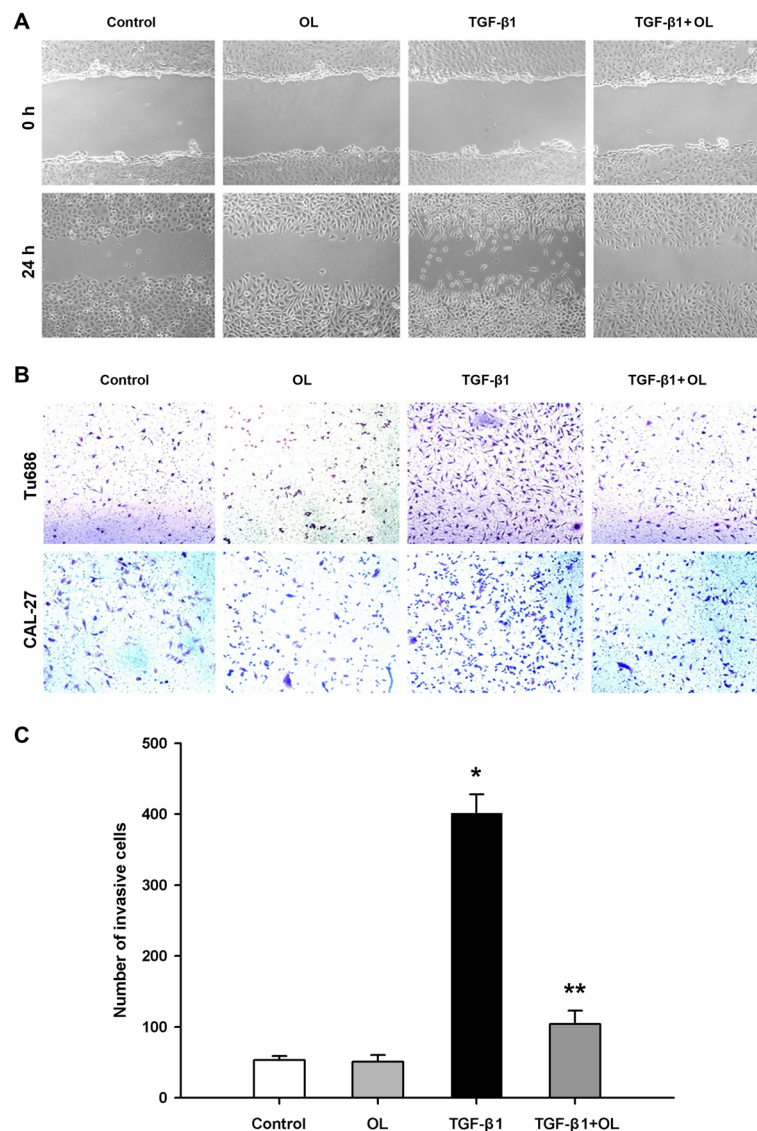 A
Control OL TGF-β1 TGF-β1+OL
0 h
24 h
B
Control OL TGF-β1 TGF-β1+OL
Tu686
CAL-27
C
Number of invasive cells
500
400
300
200
100
0
*
**
Control OL TGF-β1 TGF-β1+OL